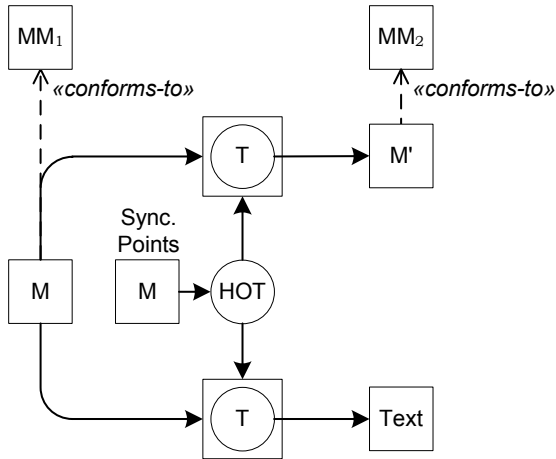 MM₁
MM₂
«conforms-to»
«conforms-to»
T
M'
Sync.
Points
M
M
HOT
T
Text